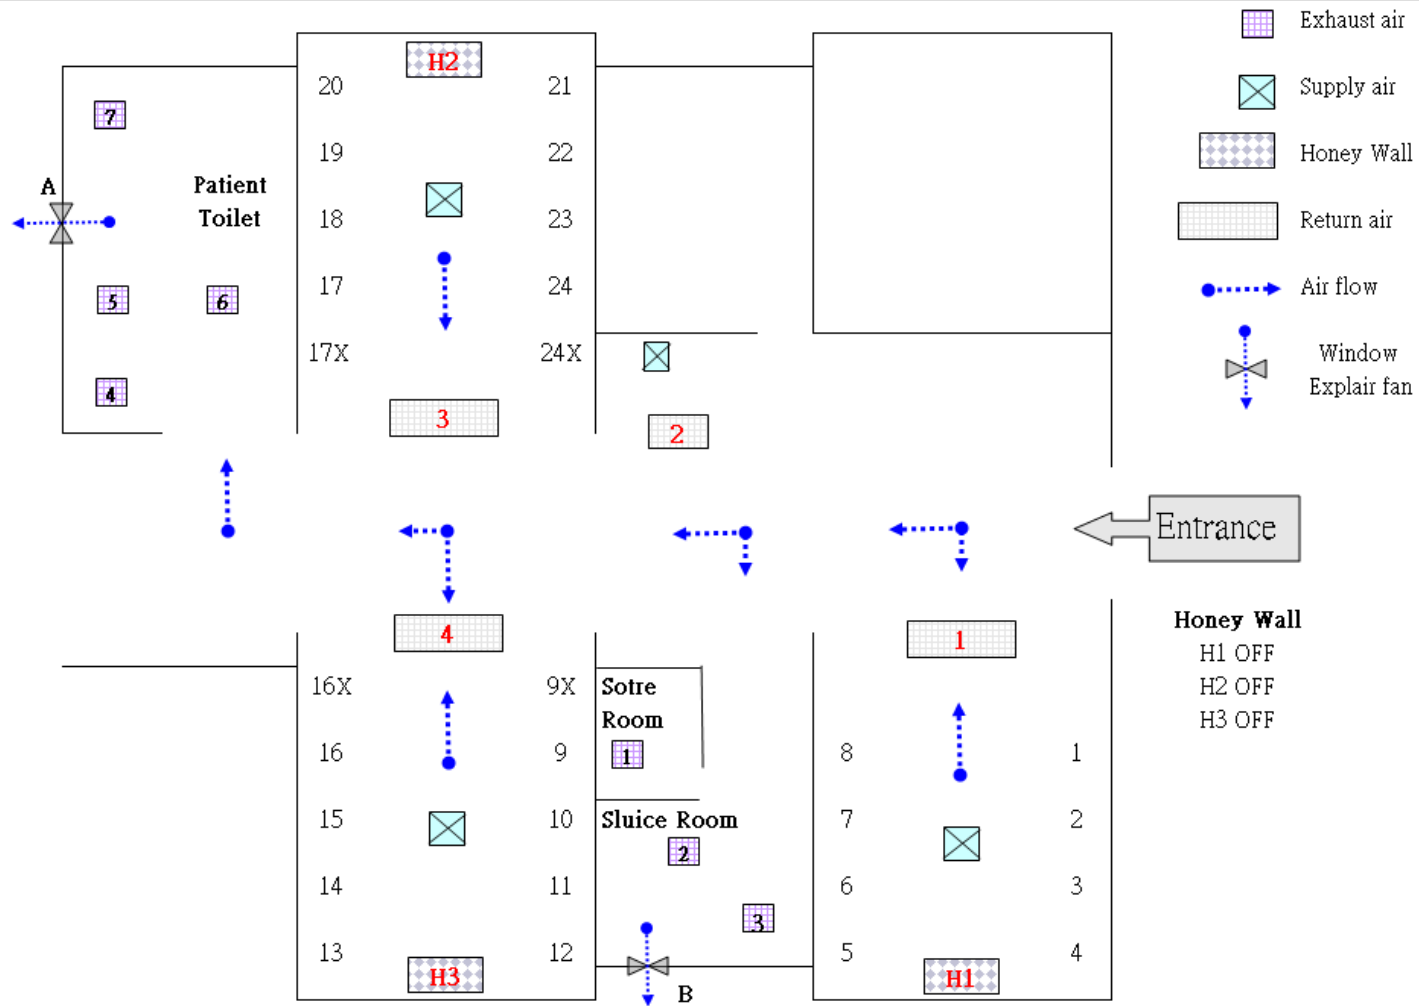 Exhaust air
Supply air
Honey Wall
Return air
Air flow
Window
Explair fan
H2
20
21
7
19
22
A
Patient
Toilet
18
23
5
6
17
24
17X
24X
4
3
2
Entrance
4
1
Honey Wall
H1 OFF
H2 OFF
H3 OFF
16X
9X
Sotre
Room
16
9
1
8
1
15
10
Sluice Room
7
2
2
14
11
6
3
3
13
12
5
4
H3
H1
B